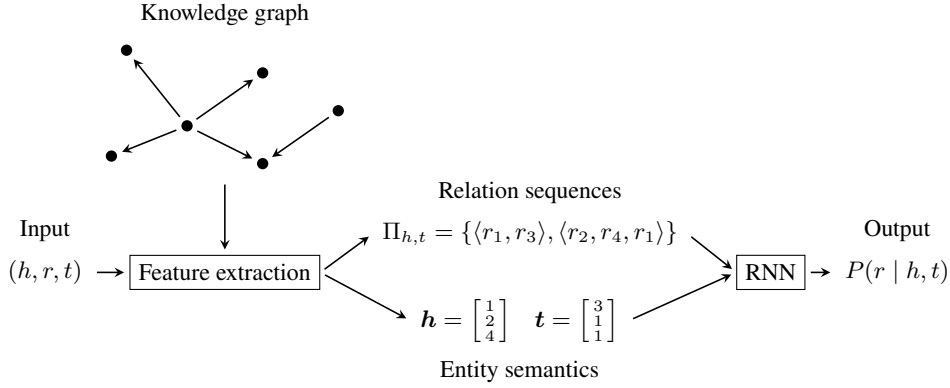 Knowledge graph
Relation sequences
Input
Π_{h,t} = {⟨r_1, r_3⟩, ⟨r_2, r_4, r_1⟩}
Output
(h, r, t)
Feature extraction
RNN
P(r | h, t)
h = [1 2 4] t = [3 1 1]
Entity semantics